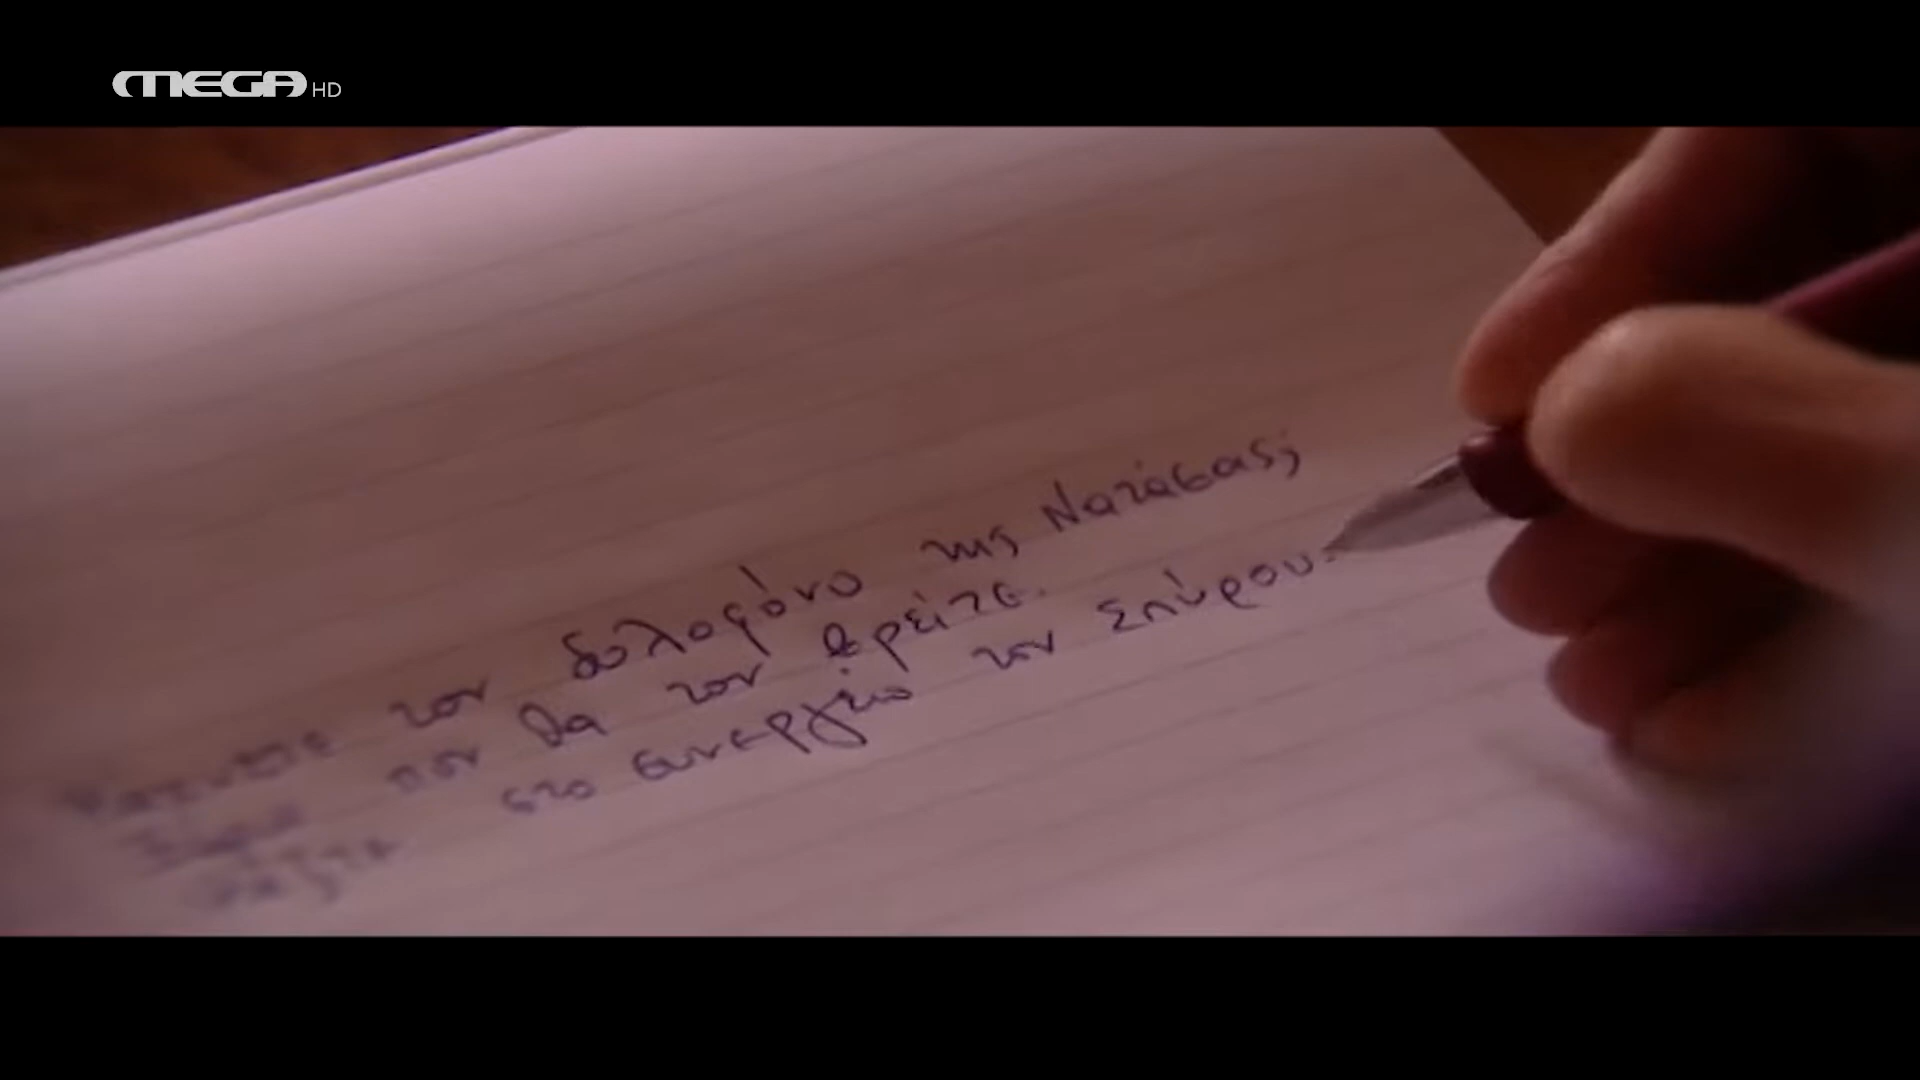 MEGA HD
τον δολοφόνο της Νατάσας;
που θα τον βρείτε.
στο συνεργείο του Σπύρου.